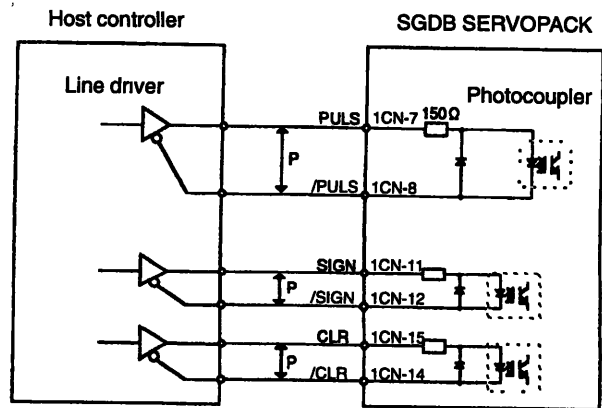 Host controller
SGDB SERVOPACK
Line driver
Photocoupler
PULS 1CN-7 150Ω
P
/PULS 1CN-8
SIGN 1CN-11
P
/SIGN 1CN-12
CLR 1CN-15
P
/CLR 1CN-14